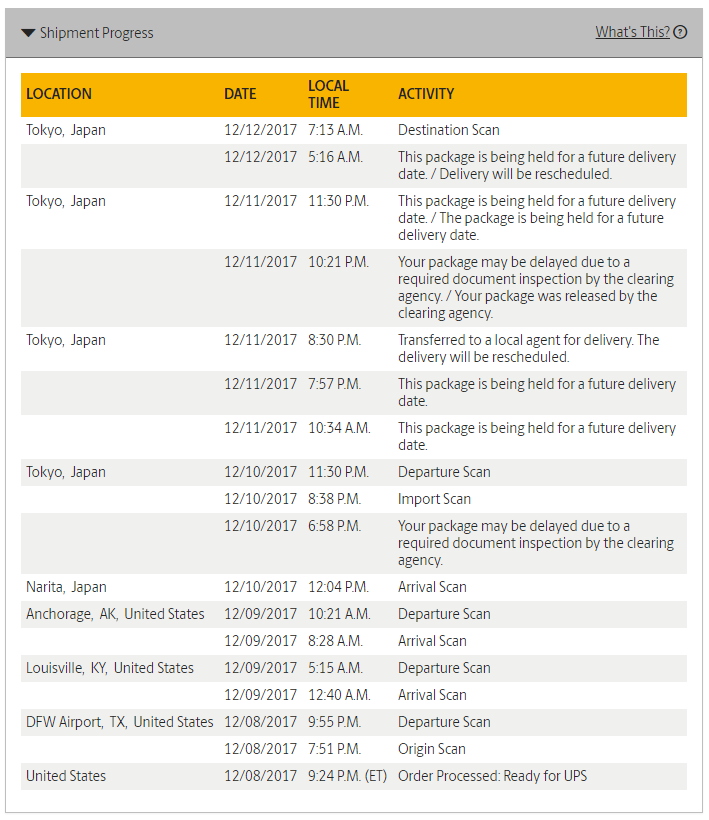 Shipment Progress What's This?
LOCATION DATE LOCAL TIME ACTIVITY
Tokyo, Japan 12/12/2017 7:13 A.M. Destination Scan
12/12/2017 5:16 A.M. This package is being held for a future delivery
date. / Delivery will be rescheduled.
Tokyo, Japan 12/11/2017 11:30 P.M. This package is being held for a future delivery
date. / The package is being held for a future
delivery date.
12/11/2017 10:21 P.M. Your package may be delayed due to a
required document inspection by the clearing
agency. / Your package was released by the
clearing agency.
Tokyo, Japan 12/11/2017 8:30 P.M. Transferred to a local agent for delivery. The
delivery will be rescheduled.
12/11/2017 7:57 P.M. This package is being held for a future delivery
date.
12/11/2017 10:34 A.M. This package is being held for a future delivery
date.
Tokyo, Japan 12/10/2017 11:30 P.M. Departure Scan
12/10/2017 8:38 P.M. Import Scan
12/10/2017 6:58 P.M. Your package may be delayed due to a
required document inspection by the clearing
agency.
Narita, Japan 12/10/2017 12:04 P.M. Arrival Scan
Anchorage, AK, United States 12/09/2017 10:21 A.M. Departure Scan
12/09/2017 8:28 A.M. Arrival Scan
Louisville, KY, United States 12/09/2017 5:15 A.M. Departure Scan
12/09/2017 12:40 A.M. Arrival Scan
DFW Airport, TX, United States 12/08/2017 9:55 P.M. Departure Scan
12/08/2017 7:51 P.M. Origin Scan
United States 12/08/2017 9:24 P.M. (ET) Order Processed: Ready for UPS